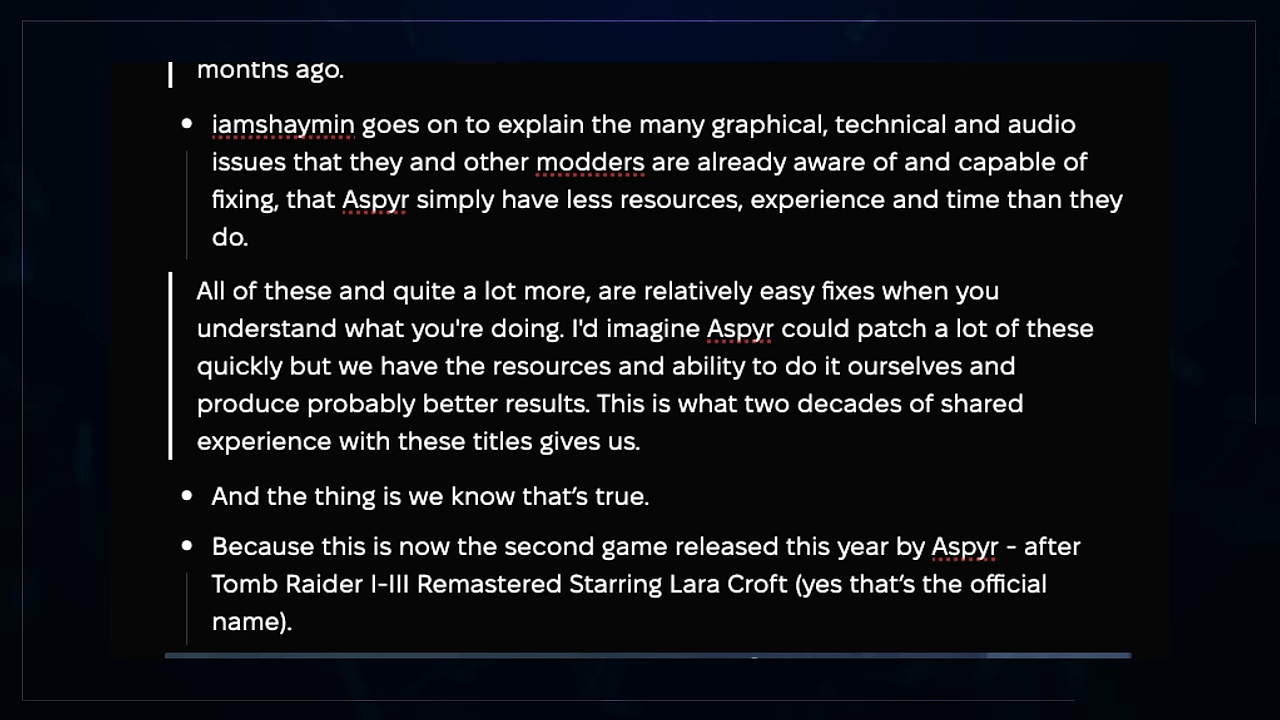 months ago.
iamshaymin goes on to explain the many graphical, technical and audio
issues that they and other modders are already aware of and capable of
fixing, that Aspyr simply have less resources, experience and time than they
do.
All of these and quite a lot more, are relatively easy fixes when you
understand what you're doing. I'd imagine Aspyr could patch a lot of these
quickly but we have the resources and ability to do it ourselves and
produce probably better results. This is what two decades of shared
experience with these titles gives us.
And the thing is we know that’s true.
Because this is now the second game released this year by Aspyr - after
Tomb Raider I-III Remastered Starring Lara Croft (yes that’s the official
name).